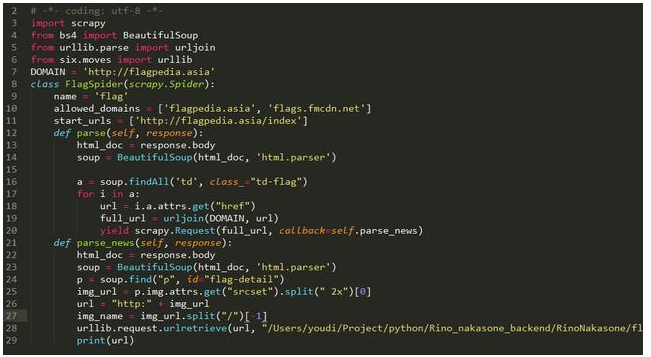 2 # -*- coding: utf-8 -*-
3 import scrapy
4 from bs4 import BeautifulSoup
5 from urllib.parse import urljoin
6 from six.moves import urllib
7 DOMAIN = 'http://flagpedia.asia'
8 class FlagSpider(scrapy.Spider):
9     name = 'flag'
10     allowed_domains = ['flagpedia.asia', 'flags.fmcdn.net']
11     start_urls = ['http://flagpedia.asia/index']
12     def parse(self, response):
13         html_doc = response.body
14         soup = BeautifulSoup(html_doc, 'html.parser')
15
16         a = soup.findAll('td', class_="td-flag")
17         for i in a:
18             url = i.a.attrs.get("href")
19             full_url = urljoin(DOMAIN, url)
20             yield scrapy.Request(full_url, callback=self.parse_news)
21     def parse_news(self, response):
22         html_doc = response.body
23         soup = BeautifulSoup(html_doc, 'html.parser')
24         p = soup.find("p", id="flag-detail")
25         img_url = p.img.attrs.get("srcset").split(" 2x")[0]
26         url = "http:" + img_url
27         img_name = img_url.split("/")[-1]
28         urllib.request.urlretrieve(url, "/Users/youdi/Project/python/Rino_nakasone_backend/RinoNakasone/fl
29         print(url)